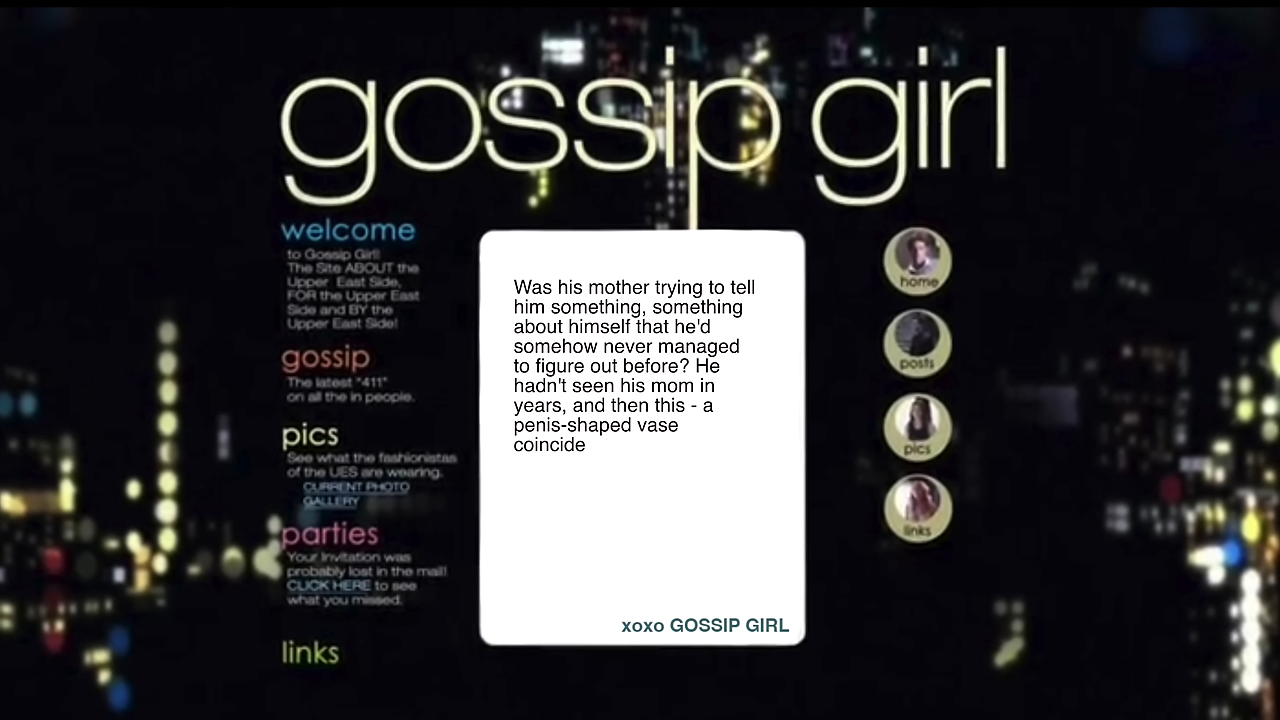 gossip girl
welcome
to Gossip Girl!
The Site ABOUT the
Upper East Side,
FOR the Upper East
Side and BY the
Upper East Side!
gossip
The latest "411"
on all the in people.
pics
See what the fashionistas
of the UES are wearing.
CURRENT PHOTO
GALLERY
parties
Your Invitation was
probably lost in the mail!
CLICK HERE to see
what you missed.
links
Was his mother trying to tell
him something, something
about himself that he'd
somehow never managed
to figure out before? He
hadn't seen his mom in
years, and then this - a
penis-shaped vase
coincide
xoxo GOSSIP GIRL
home
posts
pics
links